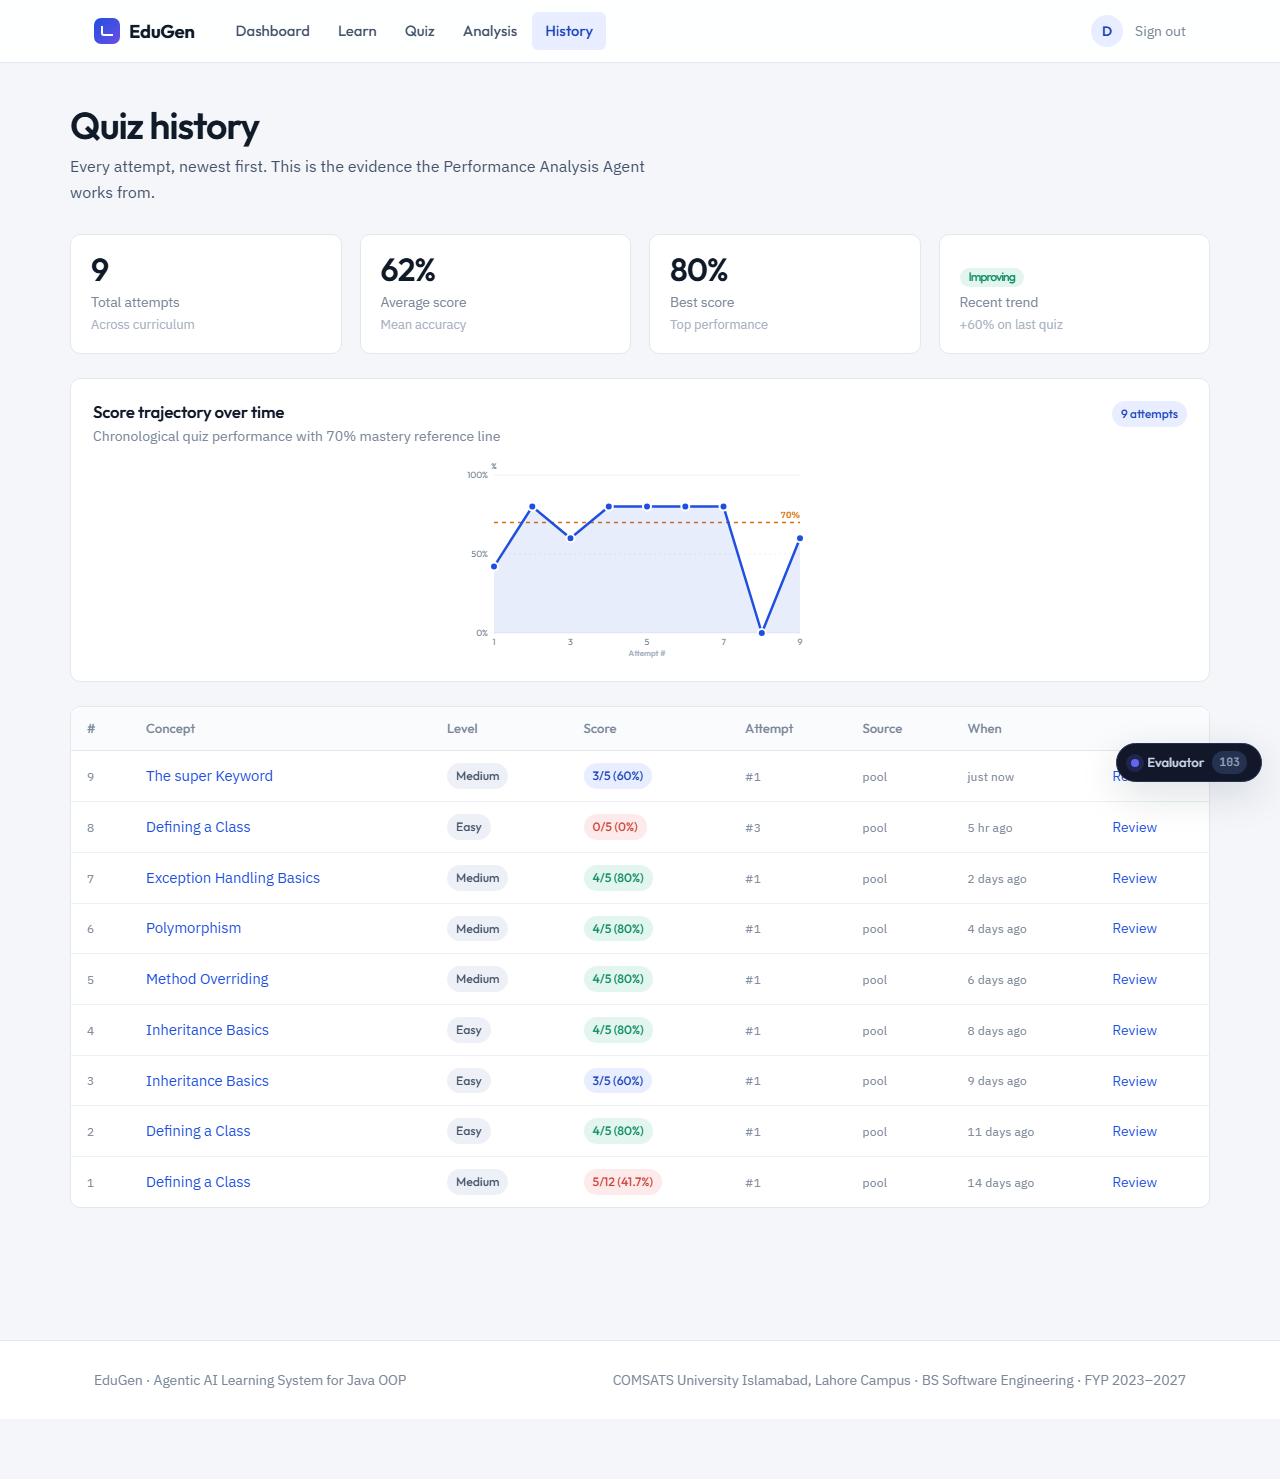 EduGen Dashboard Learn Quiz Analysis History D Sign out
Quiz history
Every attempt, newest first. This is the evidence the Performance Analysis Agent
works from.
9 62% 80% Improving
Total attempts Average score Best score Recent trend
Across curriculum Mean accuracy Top performance +60% on last quiz
Score trajectory over time 9 attempts
Chronological quiz performance with 70% mastery reference line
%
100%
70%
50%
0%
1 3 5 7 9
Attempt #
# Concept Level Score Attempt Source When
9 The super Keyword Medium 3/5 (60%) #1 pool just now
Evaluator 103
8 Defining a Class Easy 0/5 (0%) #3 pool 5 hr ago Review
7 Exception Handling Basics Medium 4/5 (80%) #1 pool 2 days ago Review
6 Polymorphism Medium 4/5 (80%) #1 pool 4 days ago Review
5 Method Overriding Medium 4/5 (80%) #1 pool 6 days ago Review
4 Inheritance Basics Easy 4/5 (80%) #1 pool 8 days ago Review
3 Inheritance Basics Easy 3/5 (60%) #1 pool 9 days ago Review
2 Defining a Class Easy 4/5 (80%) #1 pool 11 days ago Review
1 Defining a Class Medium 5/12 (41.7%) #1 pool 14 days ago Review
EduGen · Agentic AI Learning System for Java OOP COMSATS University Islamabad, Lahore Campus · BS Software Engineering · FYP 2023–2027